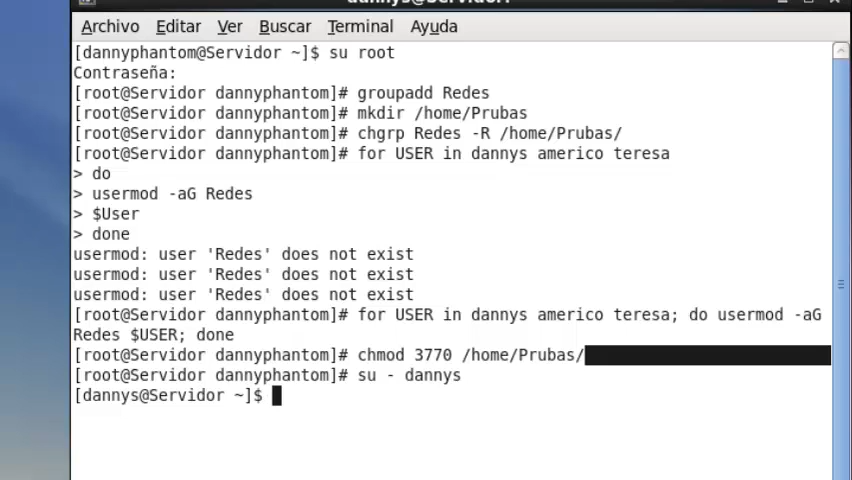 dannys@Servidor:
Archivo Editar Ver Buscar Terminal Ayuda
[dannyphantom@Servidor ~]$ su root
Contraseña:
[root@Servidor dannyphantom]# groupadd Redes
[root@Servidor dannyphantom]# mkdir /home/Prubas
[root@Servidor dannyphantom]# chgrp Redes -R /home/Prubas/
[root@Servidor dannyphantom]# for USER in dannys americo teresa
> do
> usermod -aG Redes
> $User
> done
usermod: user 'Redes' does not exist
usermod: user 'Redes' does not exist
usermod: user 'Redes' does not exist
[root@Servidor dannyphantom]# for USER in dannys americo teresa; do usermod -aG
Redes $USER; done
[root@Servidor dannyphantom]# chmod 3770 /home/Prubas/
[root@Servidor dannyphantom]# su - dannys
[dannys@Servidor ~]$